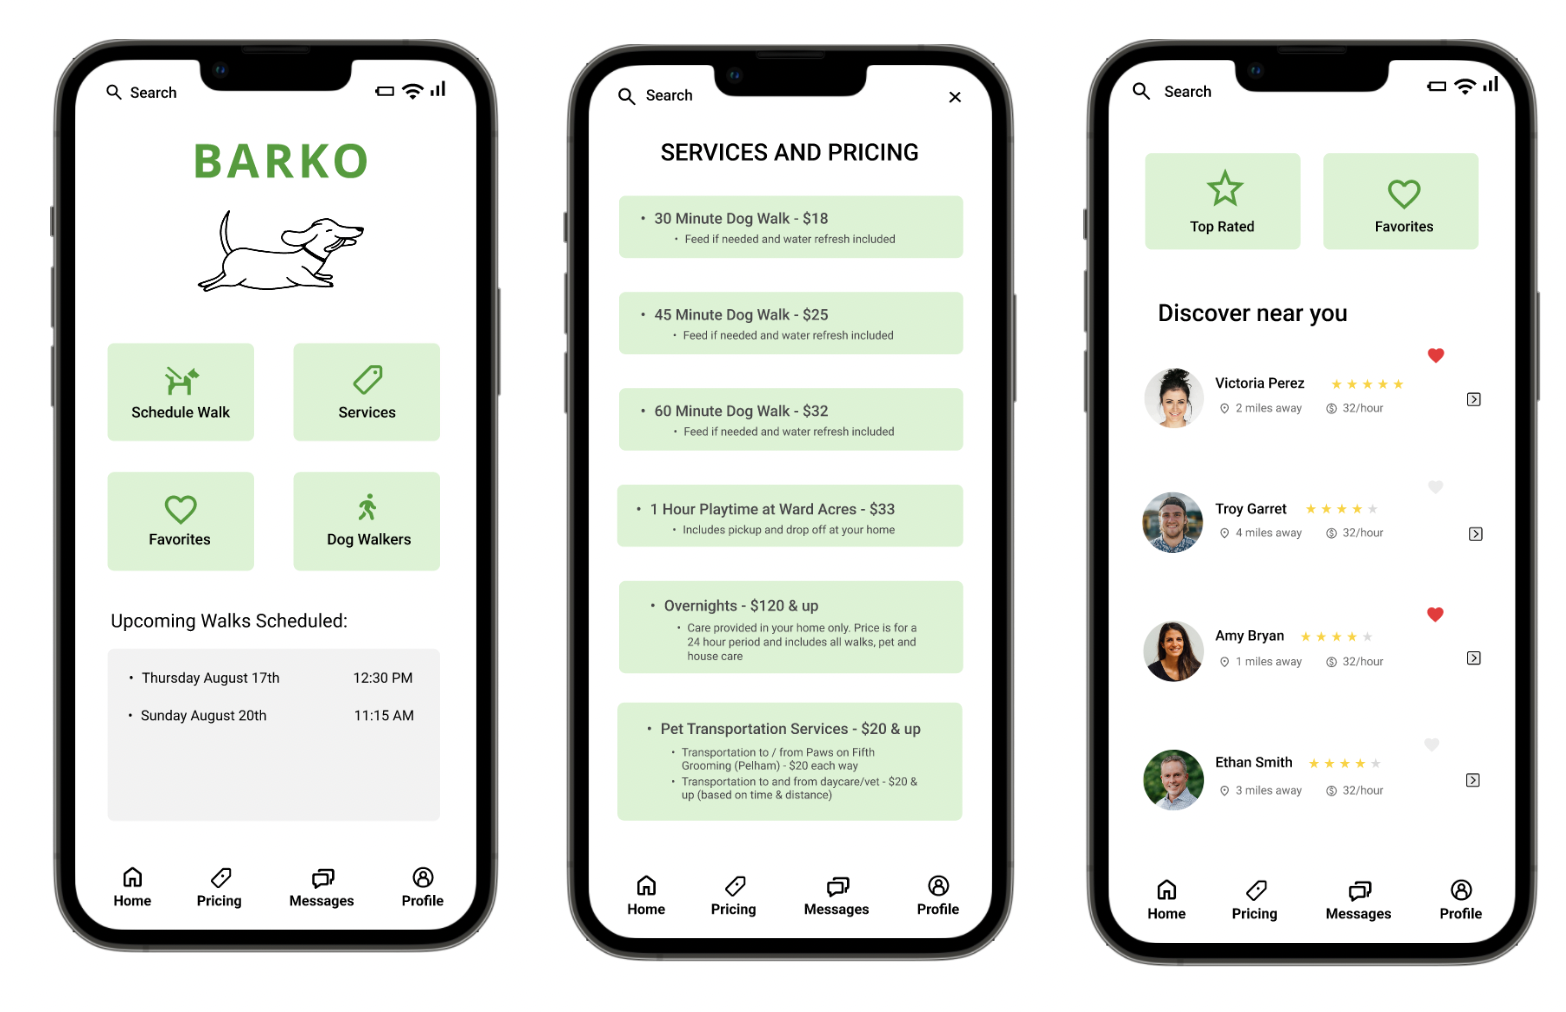 Search
BARKO
Schedule Walk
Services
Favorites
Dog Walkers
Upcoming Walks Scheduled:
• Thursday August 17th 12:30 PM
• Sunday August 20th 11:15 AM
Home Pricing Messages Profile
Search
SERVICES AND PRICING
• 30 Minute Dog Walk - $18
• Feed if needed and water refresh included
• 45 Minute Dog Walk - $25
• Feed if needed and water refresh included
• 60 Minute Dog Walk - $32
• Feed if needed and water refresh included
• 1 Hour Playtime at Ward Acres - $33
• Includes pickup and drop off at your home
• Overnights - $120 & up
• Care provided in your home only. Price is for a
24 hour period and includes all walks, pet and
house care
• Pet Transportation Services - $20 & up
• Transportation to / from Paws on Fifth
Grooming (Pelham) - $20 each way
• Transportation to and from daycare/vet - $20 &
up (based on time & distance)
Home Pricing Messages Profile
Search
Top Rated
Favorites
Discover near you
Victoria Perez
2 miles away 32/hour
Troy Garret
4 miles away 32/hour
Amy Bryan
1 miles away 32/hour
Ethan Smith
3 miles away 32/hour
Home Pricing Messages Profile